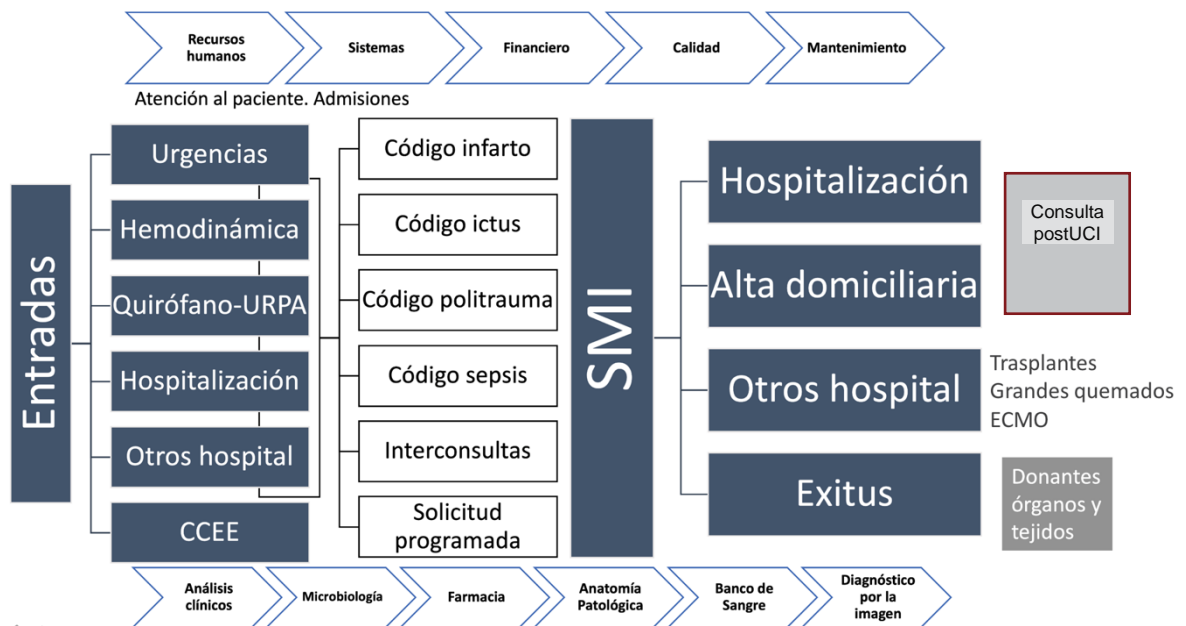 Recursos
humanos
Sistemas
Financiero
Calidad
Mantenimiento
Atención al paciente. Admisiones
Entradas
Urgencias
Hemodinámica
Quirófano-URPA
Hospitalización
Otros hospital
CCEE
Código infarto
Código ictus
Código politrauma
Código sepsis
Interconsultas
Solicitud
programada
SMI
Hospitalización
Alta domiciliaria
Otros hospital
Exitus
Consulta
postUCI
Trasplantes
Grandes quemados
ECMO
Donantes
órganos y
tejidos
Análisis
clínicos
Microbiología
Farmacia
Anatomía
Patológica
Banco de
Sangre
Diagnóstico
por la
imagen